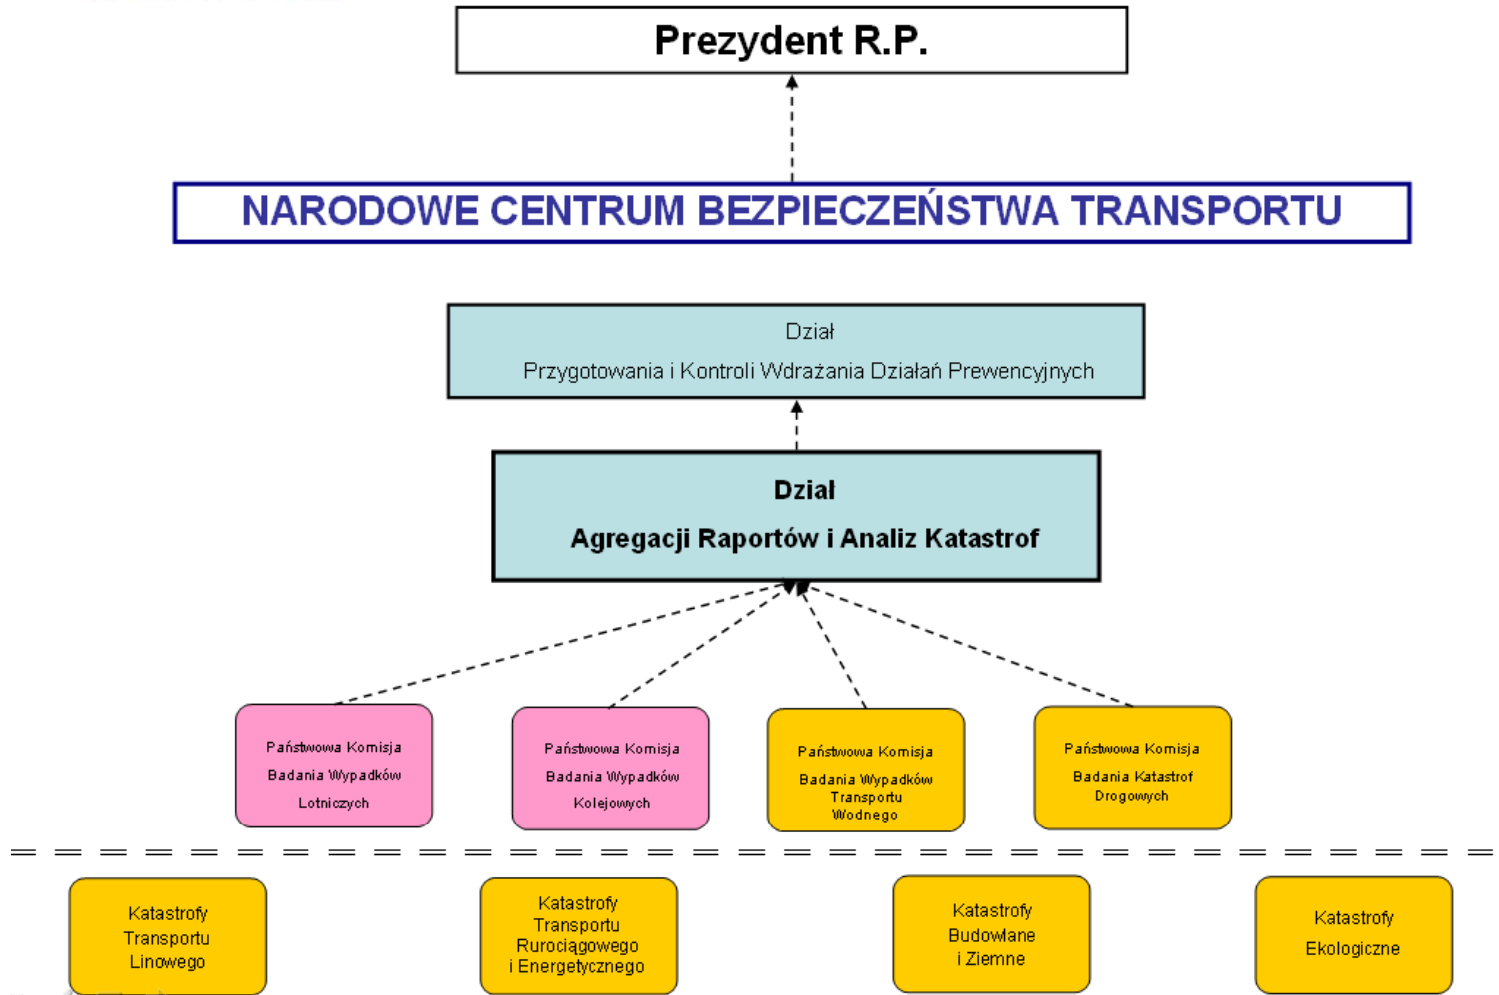 Prezydent R.P.
NARODOWE CENTRUM BEZPIECZEŃSTWA TRANSPORTU
Dział
Przygotowania i Kontroli Wdrażania Działań Prewencyjnych
Dział
Agregacji Raportów i Analiz Katastrof
Państwowa Komisja
Badania Wypadków
Lotniczych
Państwowa Komisja
Badania Wypadków
Kolejowych
Państwowa Komisja
Badania Wypadków
Transportu
Wodnego
Państwowa Komisja
Badania Katastrof
Drogowych
Katastrofy
Transportu
Linowego
Katastrofy
Transportu
Rurociągowego
i Energetycznego
Katastrofy
Budowlane
i Ziemne
Katastrofy
Ekologiczne